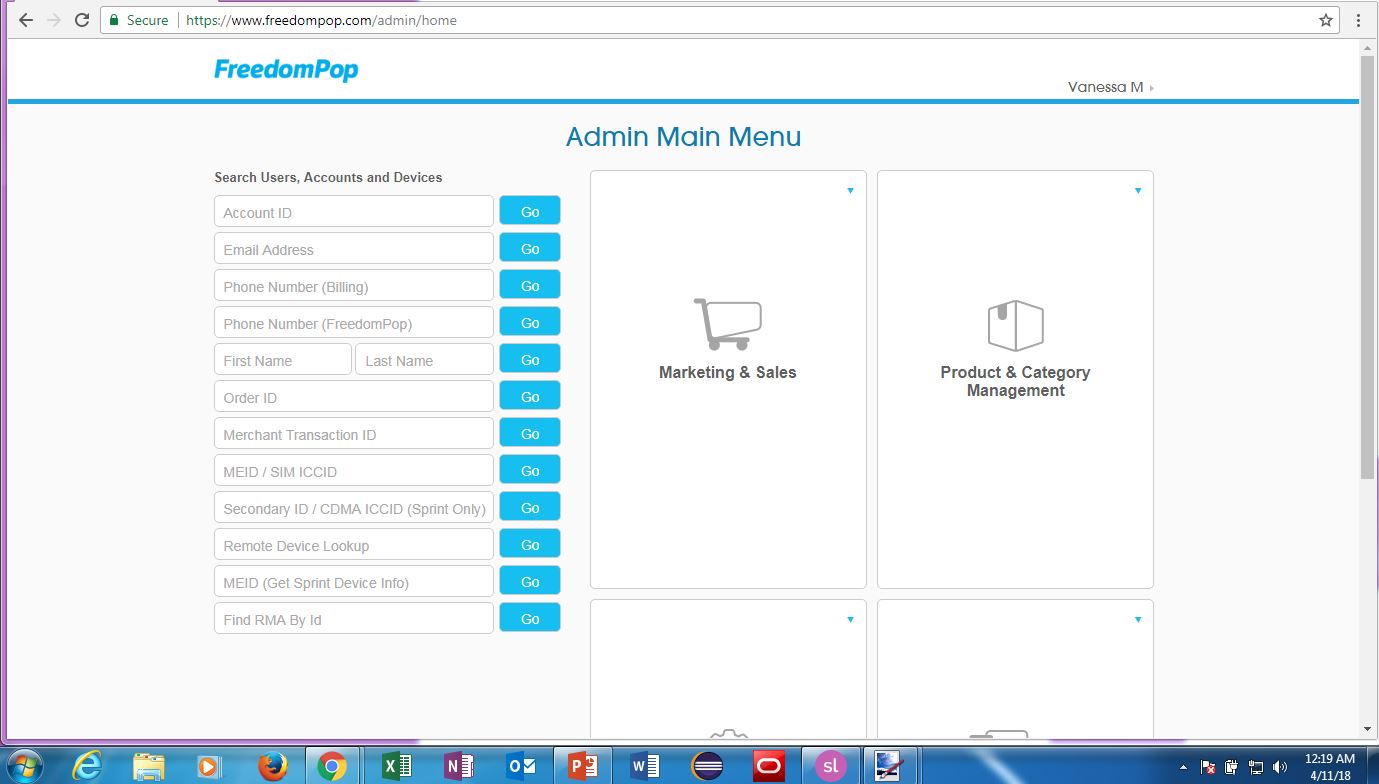 Secure https://www.freedompop.com/admin/home
FreedomPop
Vanessa M
Admin Main Menu
Search Users, Accounts and Devices
Account ID Go
Email Address Go
Phone Number (Billing) Go
Phone Number (FreedomPop) Go
First Name Last Name Go
Order ID Go
Merchant Transaction ID Go
MEID / SIM ICCID Go
Secondary ID / CDMA ICCID (Sprint Only) Go
Remote Device Lookup Go
MEID (Get Sprint Device Info) Go
Find RMA By Id Go
Marketing & Sales
Product & Category
Management
sl
12:19 AM
4/11/18